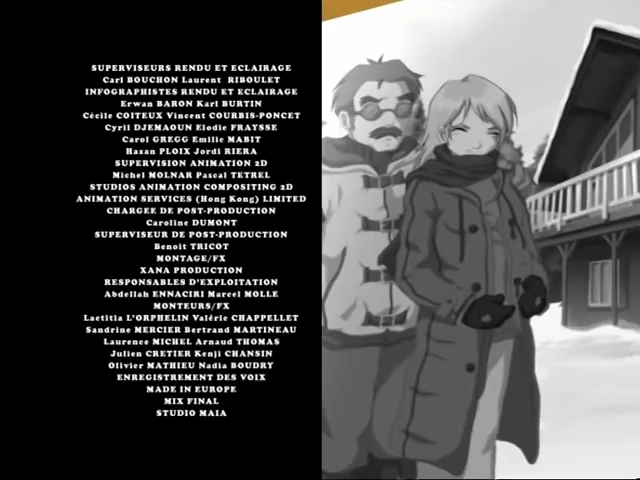 SUPERVISEURS RENDU ET ECLAIRAGE
Carl BOUCHON Laurent RIBOULET
INFOGRAPHISTES RENDU ET ECLAIRAGE
Erwan BARON Karl BURTIN
Cécile COITEUX Vincent COURBIS-PONCET
Cyril DJEMAOUN Elodie FRAYSSE
Carol GREGG Emilie MABIT
Hazan PLOIX Jordi RIERA
SUPERVISION ANIMATION 2D
Michel MOLNAR Pascal TETREL
STUDIOS ANIMATION COMPOSITING 2D
ANIMATION SERVICES (Hong Kong) LIMITED
CHARGEE DE POST-PRODUCTION
Caroline DUMONT
SUPERVISEUR DE POST-PRODUCTION
Benoît TRICOT
MONTAGE/FX
XANA PRODUCTION
RESPONSABLES D'EXPLOITATION
Abdellah ENNACIRI Marcel MOLLE
MONTEURS/FX
Laetitia L'ORPHELIN Valérie CHAPPELLET
Sandrine MERCIER Bertrand MARTINEAU
Laurence MICHEL Arnaud THOMAS
Julien CRETIER Kenji CHANSIN
Olivier MATHIEU Nadia BOUDRY
ENREGISTREMENT DES VOIX
MADE IN EUROPE
MIX FINAL
STUDIO MAIA